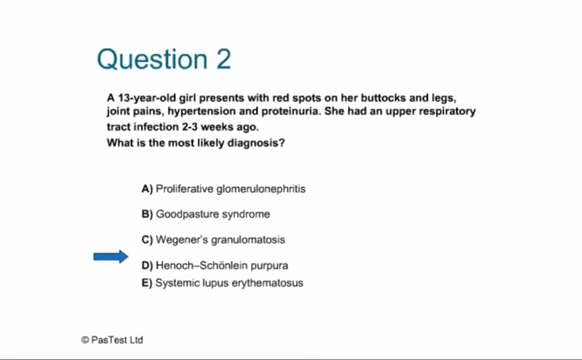 Question 2
A 13-year-old girl presents with red spots on her buttocks and legs,
joint pains, hypertension and proteinuria. She had an upper respiratory
tract infection 2-3 weeks ago.
What is the most likely diagnosis?
A) Proliferative glomerulonephritis
B) Goodpasture syndrome
C) Wegener's granulomatosis
D) Henoch–Schönlein purpura
E) Systemic lupus erythematosus
© PasTest Ltd